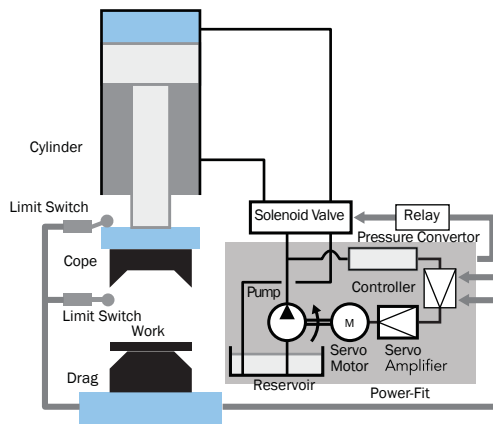 Cylinder
Limit Switch
Solenoid Valve
Relay
Pressure Convertor
Cope
Controller
Pump
Limit Switch
M
Work
Servo
Motor
Servo
Amplifier
Drag
Reservoir
Power-Fit